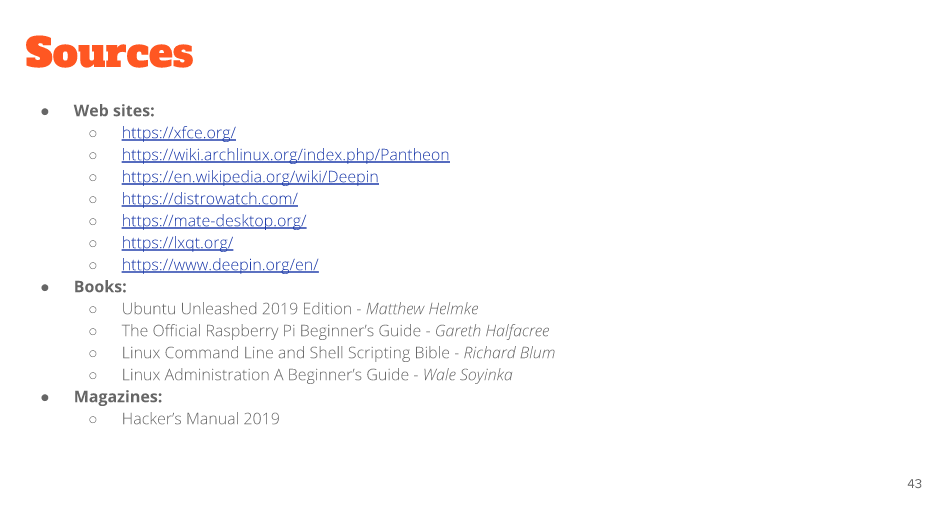 Sources
● Web sites:
○ https://xfce.org/
○ https://wiki.archlinux.org/index.php/Pantheon
○ https://en.wikipedia.org/wiki/Deepin
○ https://distrowatch.com/
○ https://mate-desktop.org/
○ https://lxqt.org/
○ https://www.deepin.org/en/
● Books:
○ Ubuntu Unleashed 2019 Edition - Matthew Helmke
○ The Official Raspberry Pi Beginner’s Guide - Gareth Halfacree
○ Linux Command Line and Shell Scripting Bible - Richard Blum
○ Linux Administration A Beginner’s Guide - Wale Soyinka
● Magazines:
○ Hacker’s Manual 2019
43